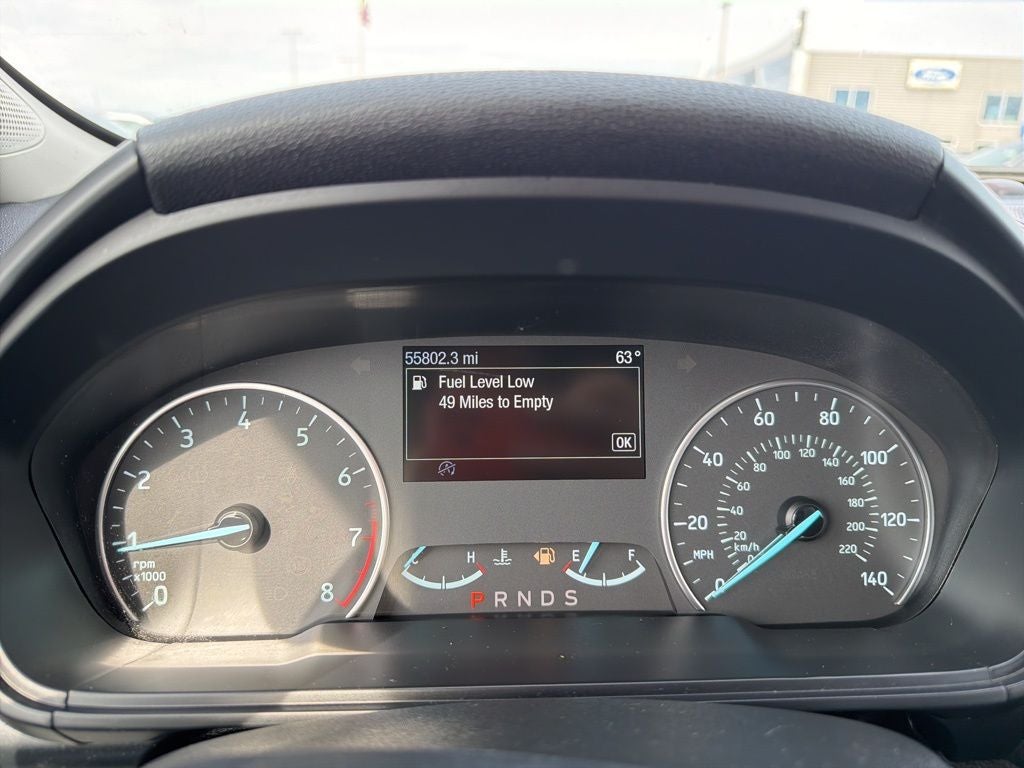 Ford
55802.3 mi 63°
Fuel Level Low
49 Miles to Empty
OK
0 1 2 3 4 5 6 7 8
rpm
x1000
C H
E F
P R N D S
0 20 40 60 80 100 120 140
MPH
km/h
0 20 40 60 80 100 120 140 160 180 200 220